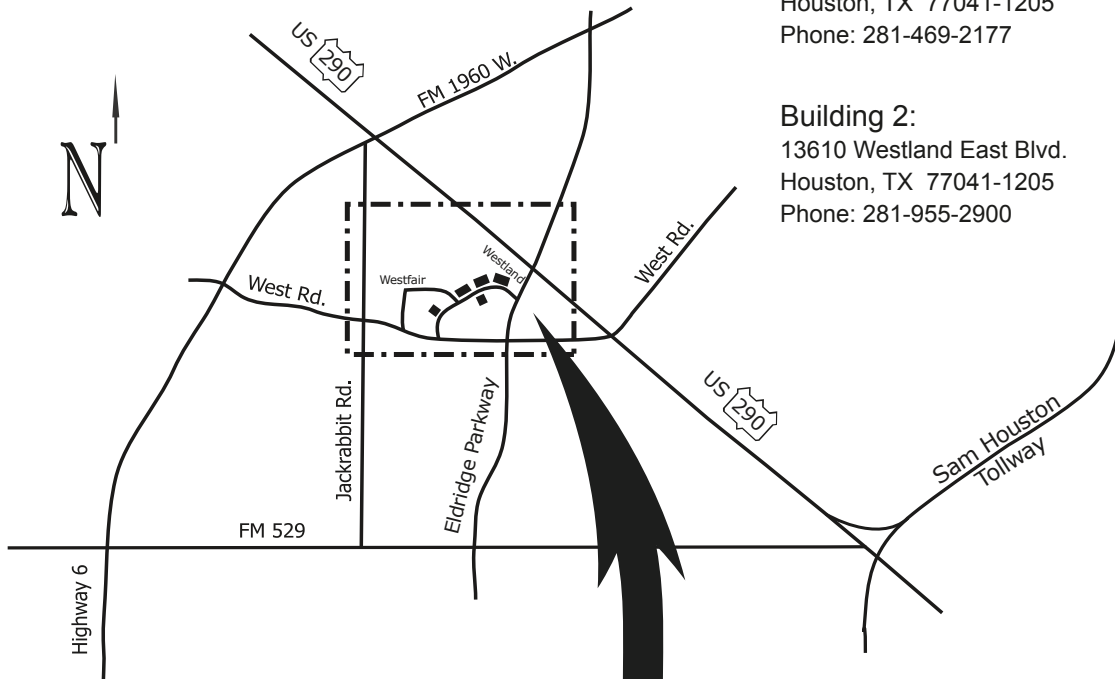 Houston, TX  77041-1205
Phone: 281-469-2177
Building 2:
13610 Westland East Blvd.
Houston, TX  77041-1205
Phone: 281-955-2900
N
US
290
FM 1960 W.
West Rd.
Westfair
Westland
West Rd.
Jackrabbit Rd.
Eldridge Parkway
US
290
Sam Houston
Tollway
FM 529
Highway 6